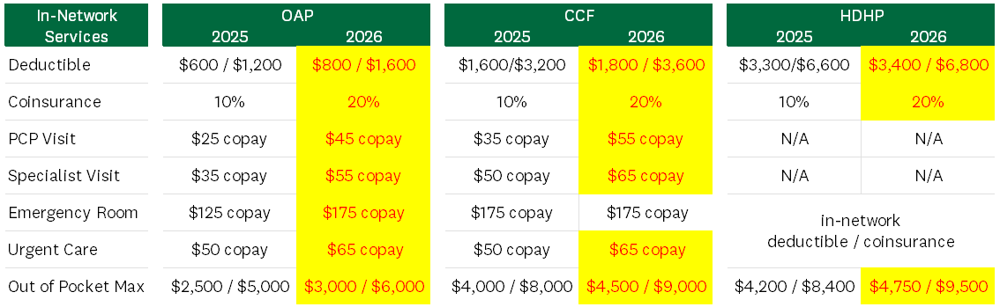 In-Network Services OAP CCF HDHP
2025 2026 2025 2026 2025 2026
Deductible $600 / $1,200 $800 / $1,600 $1,600/$3,200 $1,800 / $3,600 $3,300/$6,600 $3,400 / $6,800
Coinsurance 10% 20% 10% 20% 10% 20%
PCP Visit $25 copay $45 copay $35 copay $55 copay N/A N/A
Specialist Visit $35 copay $55 copay $50 copay $65 copay N/A N/A
Emergency Room $125 copay $175 copay $175 copay $175 copay in-network
Urgent Care $50 copay $65 copay $50 copay $65 copay deductible / coinsurance
Out of Pocket Max $2,500 / $5,000 $3,000 / $6,000 $4,000 / $8,000 $4,500 / $9,000 $4,200 / $8,400 $4,750 / $9,500